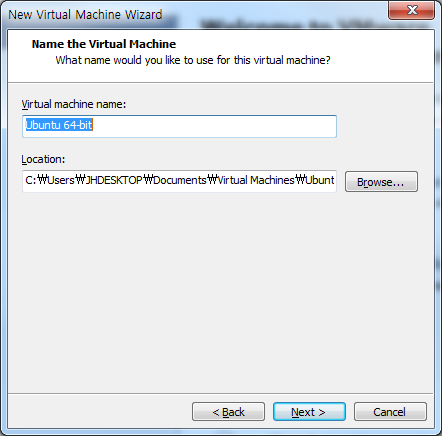 New Virtual Machine Wizard
Name the Virtual Machine
What name would you like to use for this virtual machine?
Virtual machine name:
Ubuntu 64-bit
Location:
C:₩Users₩JHDESKTOP₩Documents₩Virtual Machines₩Ubunt
Browse...
< Back
Next >
Cancel